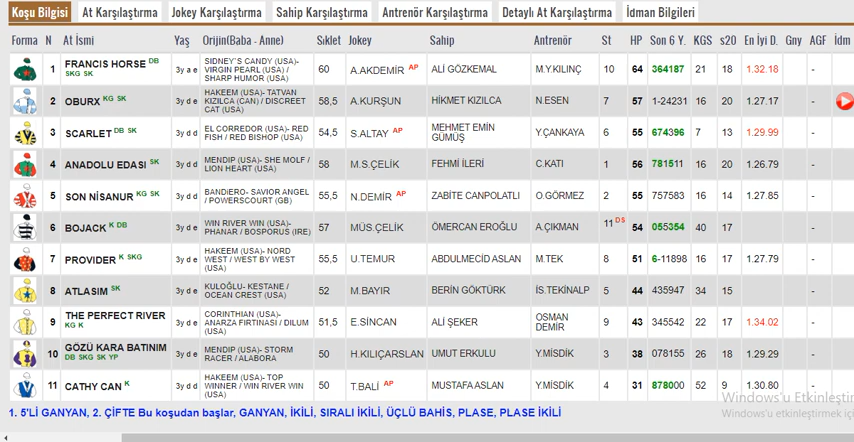 Koşu Bilgisi At Karşılaştırma Jokey Karşılaştırma Sahip Karşılaştırma Antrenör Karşılaştırma Detaylı At Karşılaştırma İdman Bilgileri
Forma N At İsmi Yaş Orijin(Baba - Anne) Sıklet Jokey Sahip Antrenör St HP Son 6 Y. KGS s20 En İyi D. Gny AGF İdm
1 FRANCIS HORSE DB SKG SK 3y a e SIDNEY'S CANDY (USA)- VIRGIN PEARL (USA) / SHARP HUMOR (USA) 60 A.AKDEMİR AP ALİ GÖZKEMAL M.Y.KILINÇ 10 64 364187 21 18 1.32.18 -
2 OBURX KG SK 3y d e HAKEEM (USA)- TATVAN KIZILCA (CAN) / DISCREET CAT (USA) 58,5 A.KURŞUN HİKMET KIZILCA N.ESEN 7 57 1-24231 16 20 1.27.17 -
3 SCARLET DB SK 3y d d EL CORREDOR (USA)- RED FISH / RED BISHOP (USA) 54,5 S.ALTAY AP MEHMET EMİN GÜMÜŞ Y.ÇANKAYA 6 55 674396 7 13 1.29.99 -
4 ANADOLU EDASI SK 3y d d MENDIP (USA)- SHE MOLF / LION HEART (USA) 58 M.S.ÇELİK FEHMİ İLERİ C.KATI 1 56 781511 16 20 1.26.79 -
5 SON NİSANUR KG SK 3y d d BANDIERO- SAVIOR ANGEL / POWERSCOURT (GB) 55,5 N.DEMİR AP ZABİTE CANPOLATLI O.GÖRMEZ 2 55 757583 16 14 1.27.85 -
6 BOJACK K DB 3y d e WIN RIVER WIN (USA)- PHANAR / BOSPORUS (IRE) 57 MÜS.ÇELİK ÖMERCAN EROĞLU A.ÇIKMAN 11 DS 54 055354 40 17 -
7 PROVIDER K SKG 3y d e HAKEEM (USA)- NORD WEST / WEST BY WEST (USA) 55,5 U.TEMUR ABDULMECİD ASLAN M.TEK 8 51 6-11898 16 17 1.27.79 -
8 ATLASIM SK 3y d e KULOĞLU- KESTANE / OCEAN CREST (USA) 52 M.BAYIR BERİN GÖKTÜRK İS.TEKİNALP 5 44 435947 34 15 -
9 THE PERFECT RIVER KG K 3y d e CORINTHIAN (USA)- ANARZA FIRTINASI / DILUM (USA) 51,5 E.SİNCAN ALİ ŞEKER OSMAN DEMİR 9 43 345542 22 17 1.34.02 -
10 GÖZÜ KARA BATINIM DB SKG SK YP 3y d e MENDIP (USA)- STORM RACER / ALABORA 50 H.KILIÇARSLAN UMUT ERKULU Y.MİSDİK 3 38 078155 26 18 1.29.29 -
11 CATHY CAN K 3y d d HAKEEM (USA)- TOP WINNER / WIN RIVER WIN (USA) 50 T.BALİ AP MUSTAFA ASLAN Y.MİSDİK 4 31 878000 52 9 1.30.80 -
1. 5'Lİ GANYAN, 2. ÇİFTE Bu koşudan başlar, GANYAN, İKİLİ, SIRALI İKİLİ, ÜÇLÜ BAHİS, PLASE, PLASE İKİLİ
Windows'u Etkinleştir
Windows'u etkinleştirmek içi